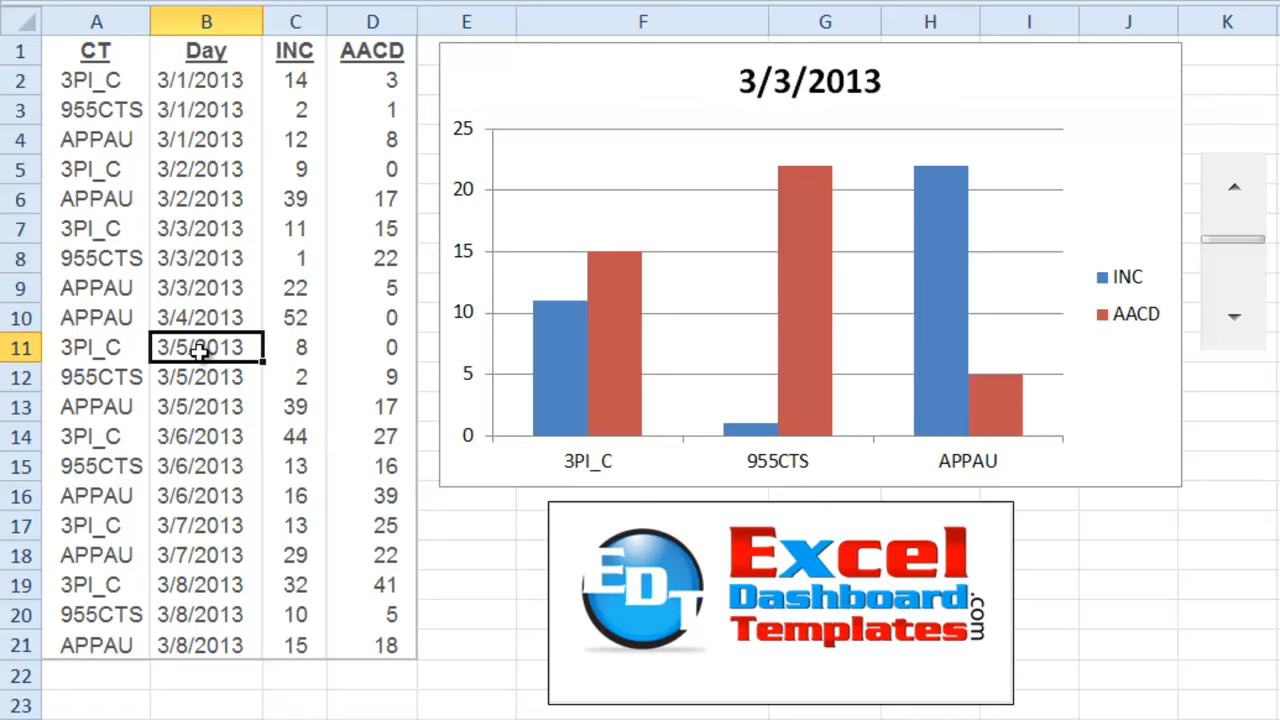 A B C D E F G H I J K
1 CT Day INC AACD
2 3PI_C 3/1/2013 14 3
3 955CTS 3/1/2013 2 1
4 APPAU 3/1/2013 12 8
5 3PI_C 3/2/2013 9 0
6 APPAU 3/2/2013 39 17
7 3PI_C 3/3/2013 11 15
8 955CTS 3/3/2013 1 22
9 APPAU 3/3/2013 22 5
10 APPAU 3/4/2013 52 0
11 3PI_C 3/5/2013 8 0
12 955CTS 3/5/2013 2 9
13 APPAU 3/5/2013 39 17
14 3PI_C 3/6/2013 44 27
15 955CTS 3/6/2013 13 16
16 APPAU 3/6/2013 16 39
17 3PI_C 3/7/2013 13 25
18 APPAU 3/7/2013 29 22
19 3PI_C 3/8/2013 32 41
20 955CTS 3/8/2013 10 5
21 APPAU 3/8/2013 15 18
22
23
3/3/2013
25
20
15
10
5
0
3PI_C 955CTS APPAU
INC
AACD
EDT
Excel
Dashboard
Templates
.com